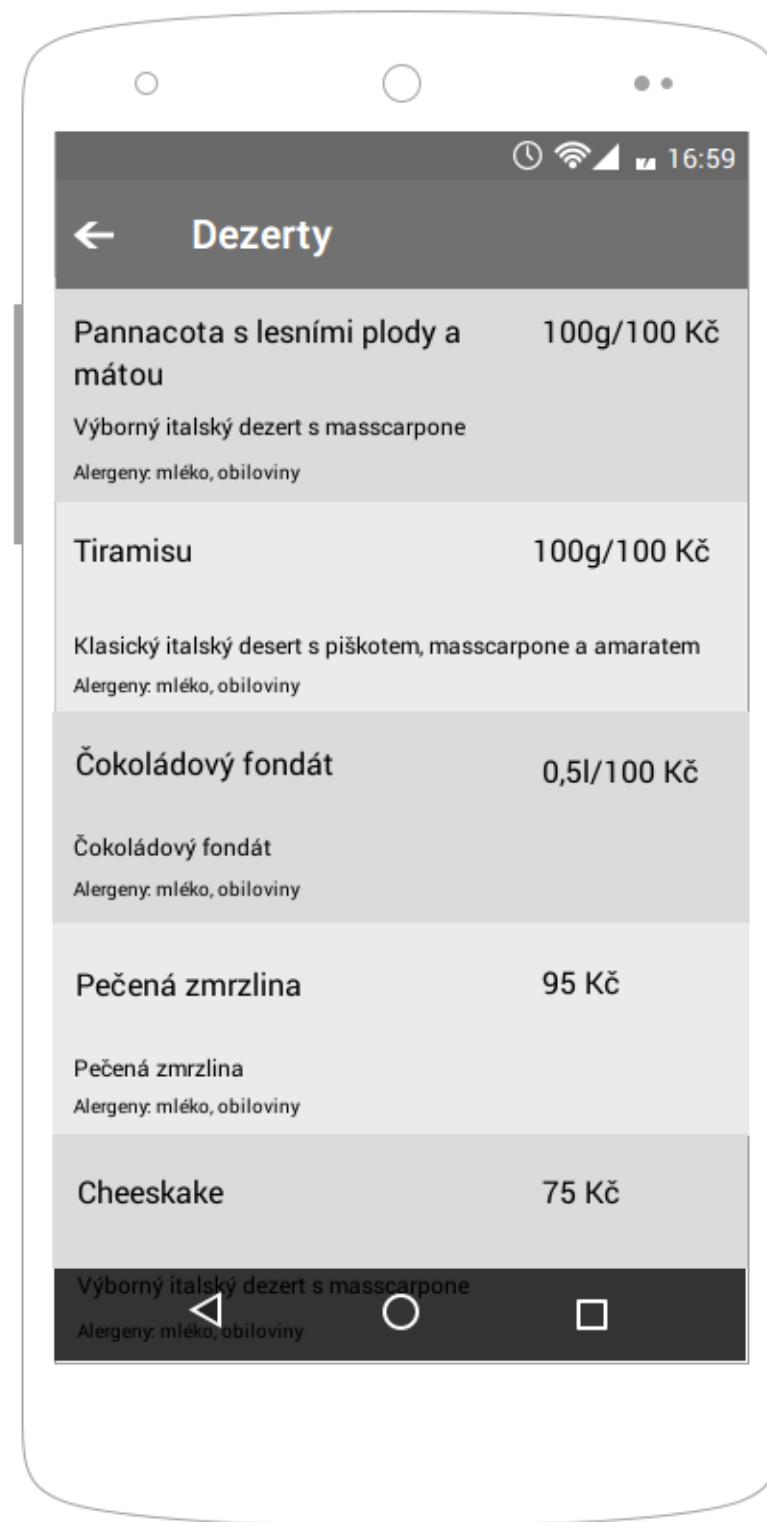 16:59
Dezerty
Pannacota s lesními plody a 100g/100 Kč
mátou
Výborný italský dezert s masscarpone
Alergeny: mléko, obiloviny
Tiramisu 100g/100 Kč
Klasický italský desert s piškotem, masscarpone a amaratem
Alergeny: mléko, obiloviny
Čokoládový fondát 0,5l/100 Kč
Čokoládový fondát
Alergeny: mléko, obiloviny
Pečená zmrzlina 95 Kč
Pečená zmrzlina
Alergeny: mléko, obiloviny
Cheeskake 75 Kč
Výborný italský dezert s masscarpone
Alergeny: mléko, obiloviny